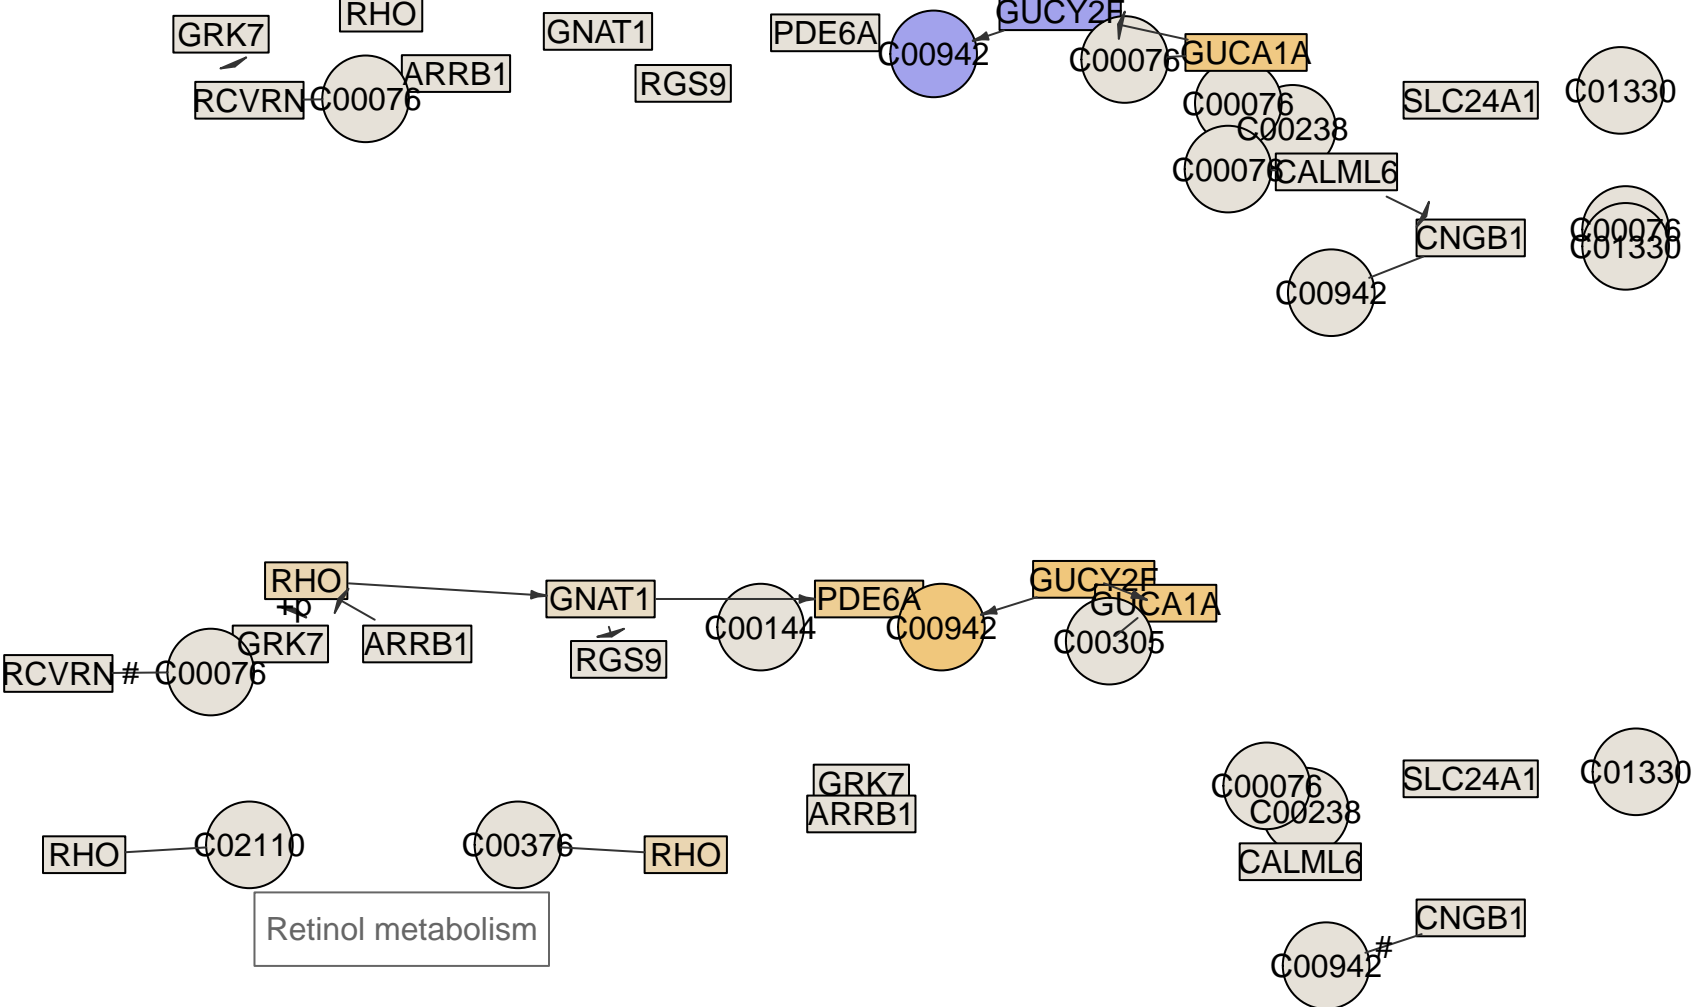 RHO
GUCY2F
GRK7
GNAT1
PDE6A
C00942
C00076
GUCA1A
ARRB1
RGS9
RCVRN
C00076
C00076
C00238
SLC24A1
C01330
C00076
CALML6
CNGB1
C00076
C01330
C00942
RHO
+p
GNAT1
PDE6A
GUCY2F
GUCA1A
GRK7
ARRB1
RGS9
C00144
C00942
C00305
RCVRN
#
C00076
GRK7
ARRB1
C00076
C00238
SLC24A1
C01330
RHO
C02110
C00376
RHO
CALML6
Retinol metabolism
CNGB1
#
C00942